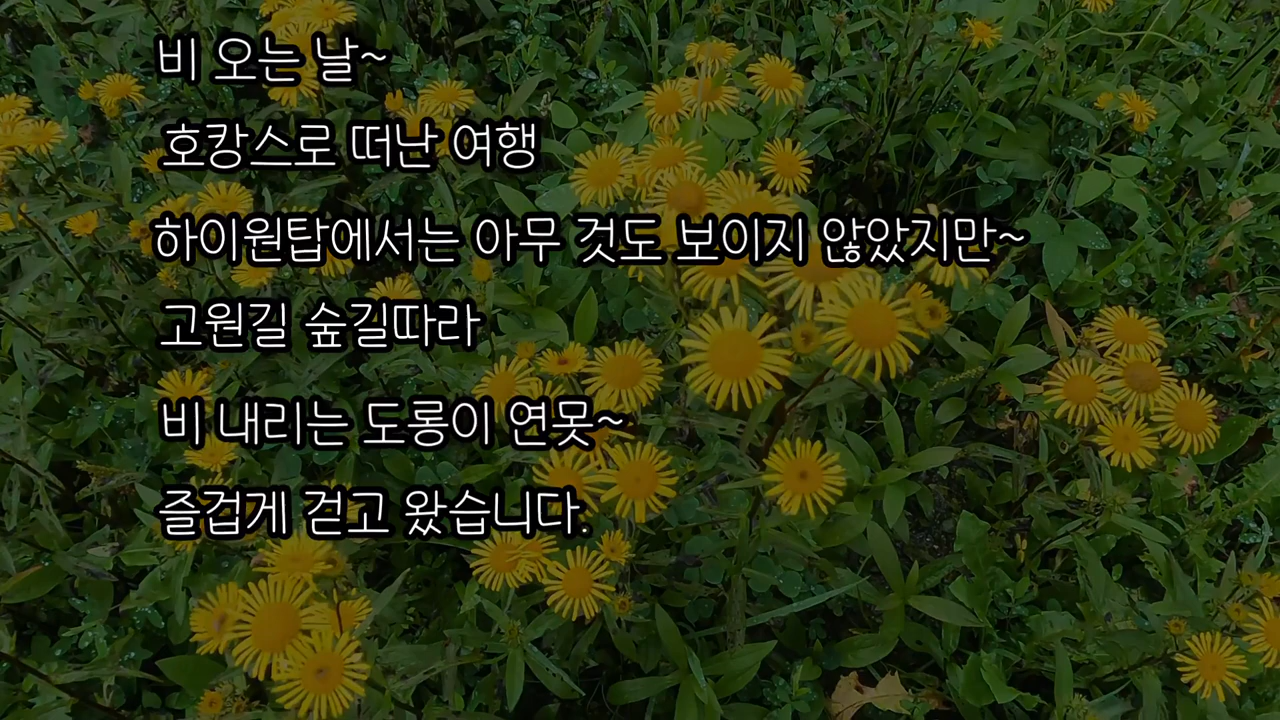 비 오는 날~
호캉스로 떠난 여행
하이원탑에서는 아무 것도 보이지 않았지만~
고원길 숲길따라
비 내리는 도롱이 연못~
즐겁게 걷고 왔습니다.